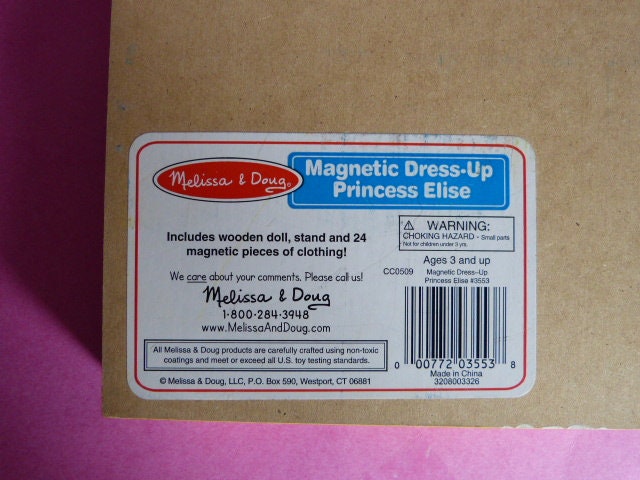 Melissa & Doug®
Magnetic Dress-Up
Princess Elise
Includes wooden doll, stand and 24
magnetic pieces of clothing!
We care about your comments. Please call us!
Melissa & Doug
1·800·284·3948
www.MelissaAndDoug.com
All Melissa & Doug products are carefully crafted using non-toxic
coatings and meet or exceed all U.S. toy testing standards.
© Melissa & Doug, LLC, P.O. Box 590, Westport, CT 06881
⚠ WARNING:
CHOKING HAZARD - Small parts
Not for children under 3 yrs.
Ages 3 and up
CC0509
Magnetic Dress-Up
Princess Elise #3553
0 00772 03553 8
Made in China
3208003326